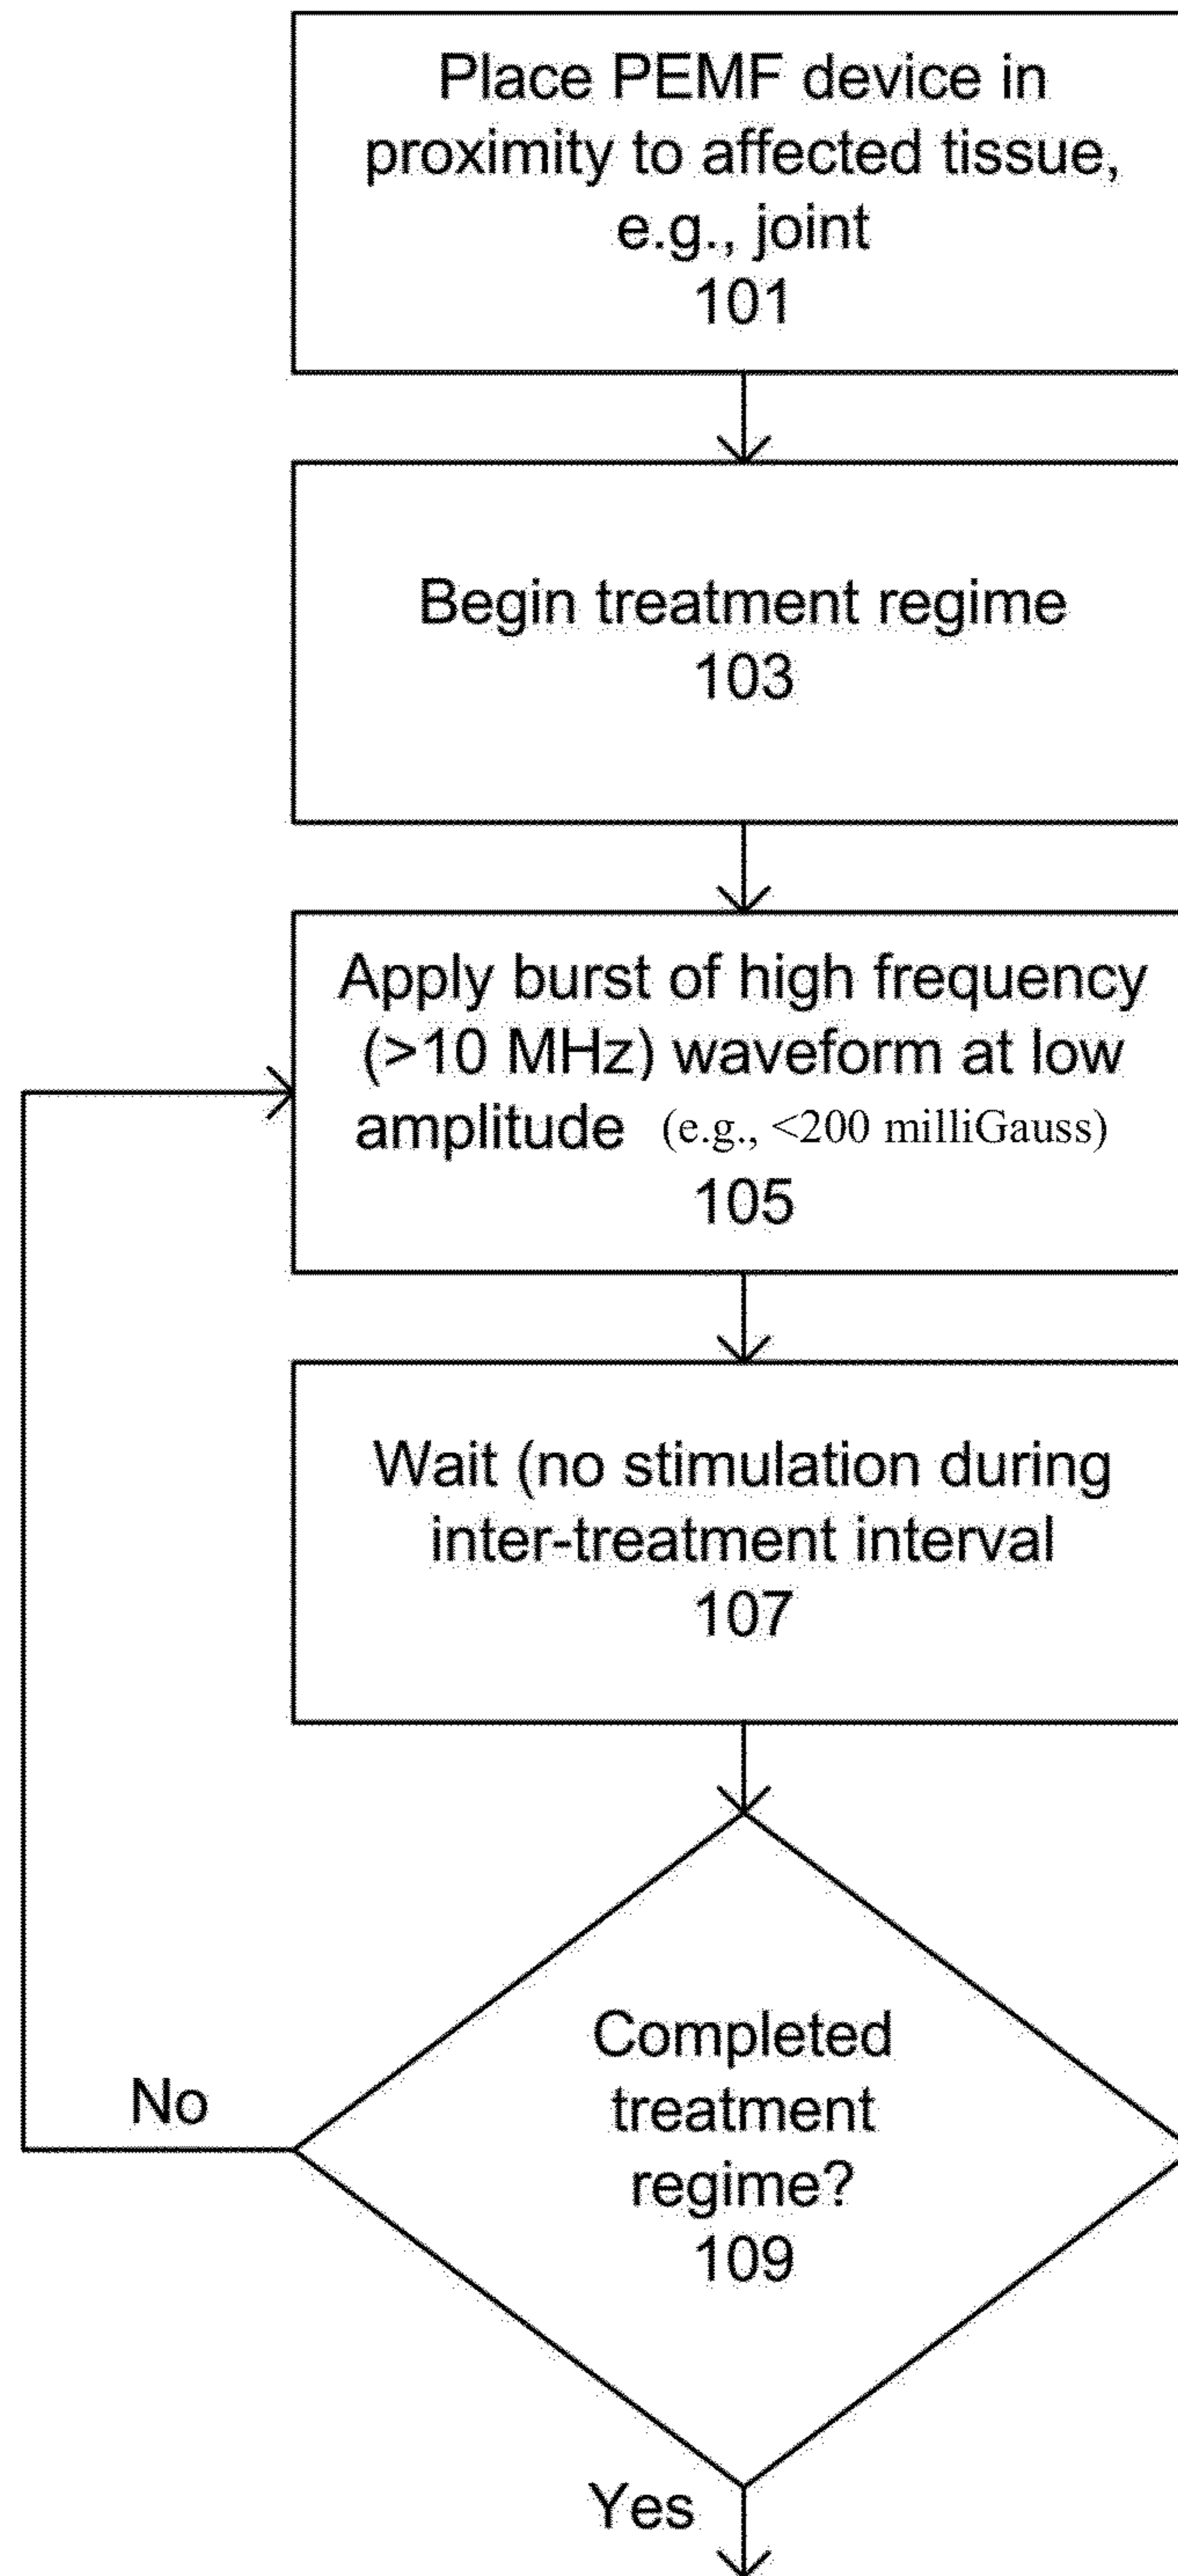 Place PEMF device in
proximity to affected tissue,
e.g., joint
101
Begin treatment regime
103
Apply burst of high frequency
(>10 MHz) waveform at low
amplitude (e.g., <200 milliGauss)
105
Wait (no stimulation during
inter-treatment interval
107
Completed
treatment
regime?
109
No
Yes